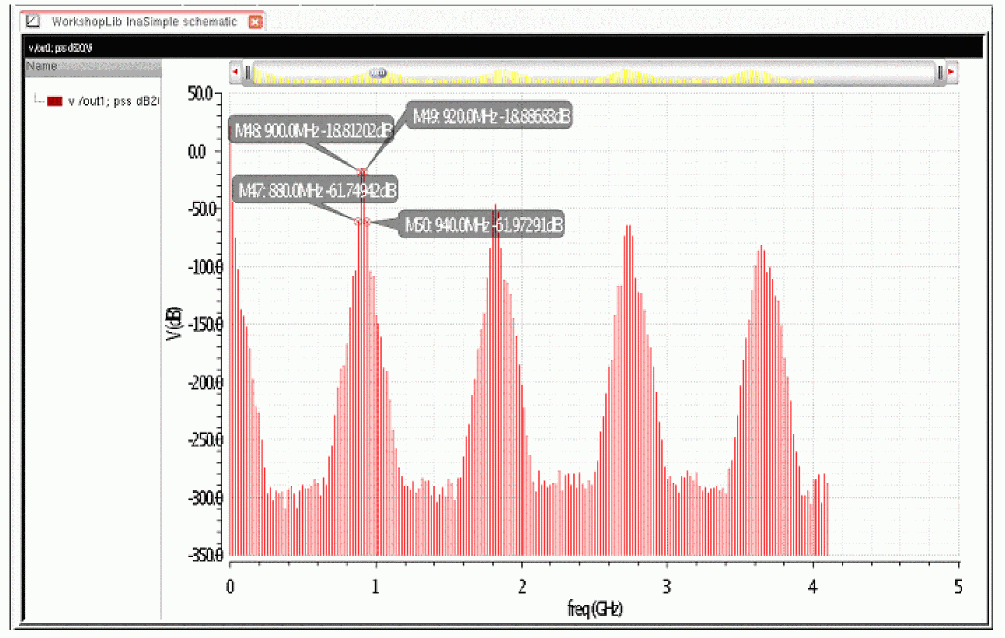 WorkshopLib lnaSimple schematic
v /out1; pss dB20(V)
Name
v /out1; pss dB2
50.0
0.0
-50.0
-100.0
-150.0
-200.0
-250.0
-300.0
-350.0
V (dB)
M48: 900.0MHz -18.81202dB
M49: 920.0MHz -18.88683dB
M47: 880.0MHz -61.74942dB
M50: 940.0MHz -61.97291dB
0 1 2 3 4 5
freq (GHz)